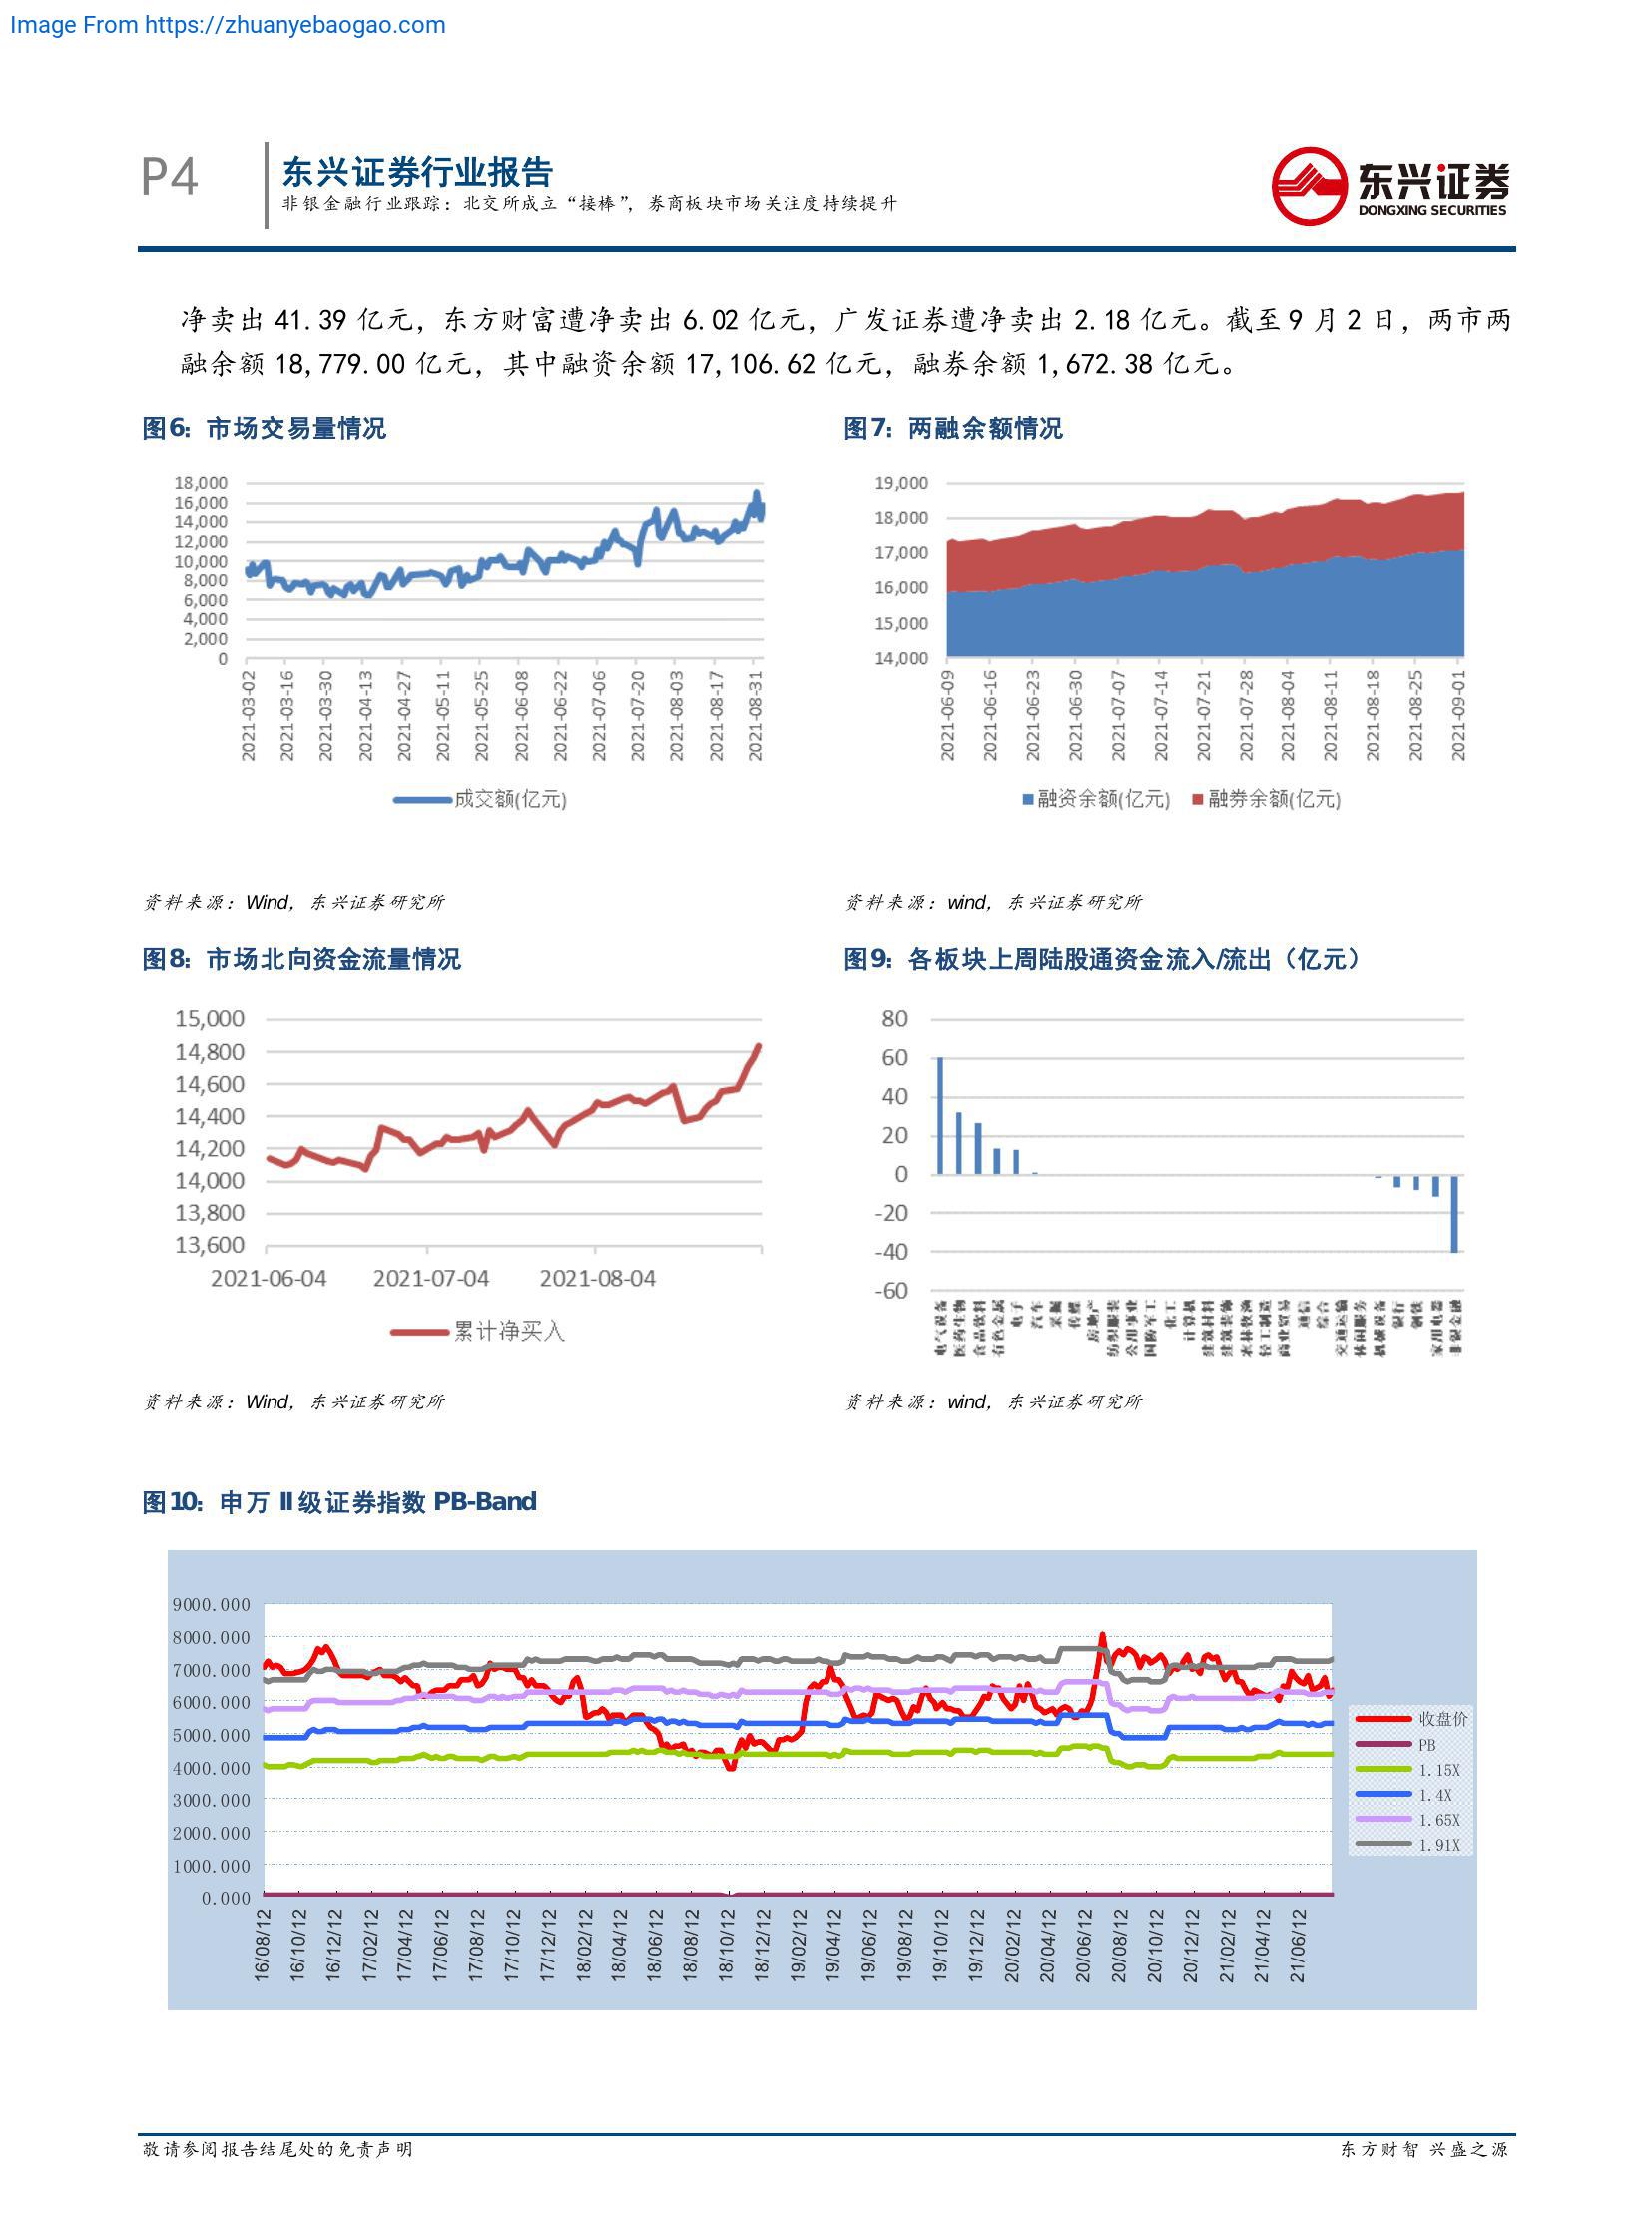 Image From https://zhuanyebaogao.com
P4
东兴证券行业报告
非银金融行业跟踪：北交所成立“接棒”，券商板块市场关注度持续提升
东兴证券
DONGXING SECURITIES
净卖出 41.39 亿元，东方财富遭净卖出 6.02 亿元，广发证券遭净卖出 2.18 亿元。截至 9 月 2 日，两市两
融余额 18,779.00 亿元，其中融资余额 17,106.62 亿元，融券余额 1,672.38 亿元。
图6：市场交易量情况
18,000
16,000
14,000
12,000
10,000
8,000
6,000
4,000
2,000
0
2021-03-02
2021-03-16
2021-03-30
2021-04-13
2021-04-27
2021-05-11
2021-05-25
2021-06-08
2021-06-22
2021-07-06
2021-07-20
2021-08-03
2021-08-17
2021-08-31
成交额(亿元)
资料来源：Wind，东兴证券研究所
图7：两融余额情况
19,000
18,000
17,000
16,000
15,000
14,000
2021-06-09
2021-06-16
2021-06-23
2021-06-30
2021-07-07
2021-07-14
2021-07-21
2021-07-28
2021-08-04
2021-08-11
2021-08-18
2021-08-25
2021-09-01
融资余额(亿元) 融券余额(亿元)
资料来源：wind，东兴证券研究所
图8：市场北向资金流量情况
15,000
14,800
14,600
14,400
14,200
14,000
13,800
13,600
2021-06-04 2021-07-04 2021-08-04
累计净买入
资料来源：Wind，东兴证券研究所
图9：各板块上周陆股通资金流入/流出（亿元）
80
60
40
20
0
-20
-40
-60
电气设备
医药生物
食品饮料
有色金属
电子
汽车
采掘
传媒
房地产
纺织服装
公用事业
国防军工
化工
计算机
建筑材料
建筑装饰
农林牧渔
轻工制造
商业贸易
通信
综合
交通运输
休闲服务
机械设备
银行
钢铁
家用电器
非银金融
资料来源：wind，东兴证券研究所
图10：申万 II 级证券指数 PB-Band
9000.000
8000.000
7000.000
6000.000
5000.000
4000.000
3000.000
2000.000
1000.000
0.000
16/08/12
16/10/12
16/12/12
17/02/12
17/04/12
17/06/12
17/08/12
17/10/12
17/12/12
18/02/12
18/04/12
18/06/12
18/08/12
18/10/12
18/12/12
19/02/12
19/04/12
19/06/12
19/08/12
19/10/12
19/12/12
20/02/12
20/04/12
20/06/12
20/08/12
20/10/12
20/12/12
21/02/12
21/04/12
21/06/12
收盘价
PB
1.15X
1.4X
1.65X
1.91X
敬请参阅报告结尾处的免责声明
东方财智 兴盛之源